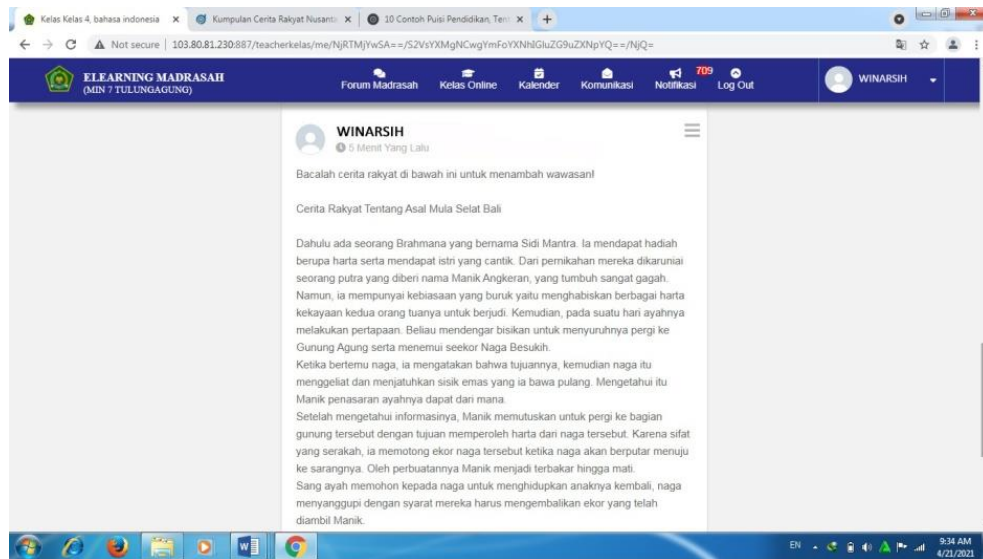 Kelas Kelas 4, bahasa indonesia
Kumpulan Cerita Rakyat Nusanta
10 Contoh Puisi Pendidikan, Tem
Not secure | 103.80.81.230:887/teacherkelas/me/NjRTMjYwSA==/S2VsYXMgNCwgYmFoYXNhIGluZG9uZXNpYQ==/NjQ=
ELEARNING MADRASAH
(MIN 7 TULUNGAGUNG)
Forum Madrasah
Kelas Online
Kalender
Komunikasi
709
Notifikasi
Log Out
WINARSIH
WINARSIH
5 Menit Yang Lalu
Bacalah cerita rakyat di bawah ini untuk menambah wawasan!
Cerita Rakyat Tentang Asal Mula Selat Bali
Dahulu ada seorang Brahmana yang bernama Sidi Mantra. Ia mendapat hadiah
berupa harta serta mendapat istri yang cantik. Dari pernikahan mereka dikaruniai
seorang putra yang diberi nama Manik Angkeran, yang tumbuh sangat gagah.
Namun, ia mempunyai kebiasaan yang buruk yaitu menghabiskan berbagai harta
kekayaan kedua orang tuanya untuk berjudi. Kemudian, pada suatu hari ayahnya
melakukan pertapaan. Beliau mendengar bisikan untuk menyuruhnya pergi ke
Gunung Agung serta menemui seekor Naga Besukih.
Ketika bertemu naga, ia mengatakan bahwa tujuannya, kemudian naga itu
menggeliat dan menjatuhkan sisik emas yang ia bawa pulang. Mengetahui itu
Manik penasaran ayahnya dapat dari mana.
Setelah mengetahui informasinya, Manik memutuskan untuk pergi ke bagian
gunung tersebut dengan tujuan memperoleh harta dari naga tersebut. Karena sifat
yang serakah, ia memotong ekor naga tersebut ketika naga akan berputar menuju
ke sarangnya. Oleh perbuatannya Manik menjadi terbakar hingga mati.
Sang ayah memohon kepada naga untuk menghidupkan anaknya kembali, naga
menyanggupi dengan syarat mereka harus mengembalikan ekor yang telah
diambil Manik.
EN
9:34 AM
4/21/2021